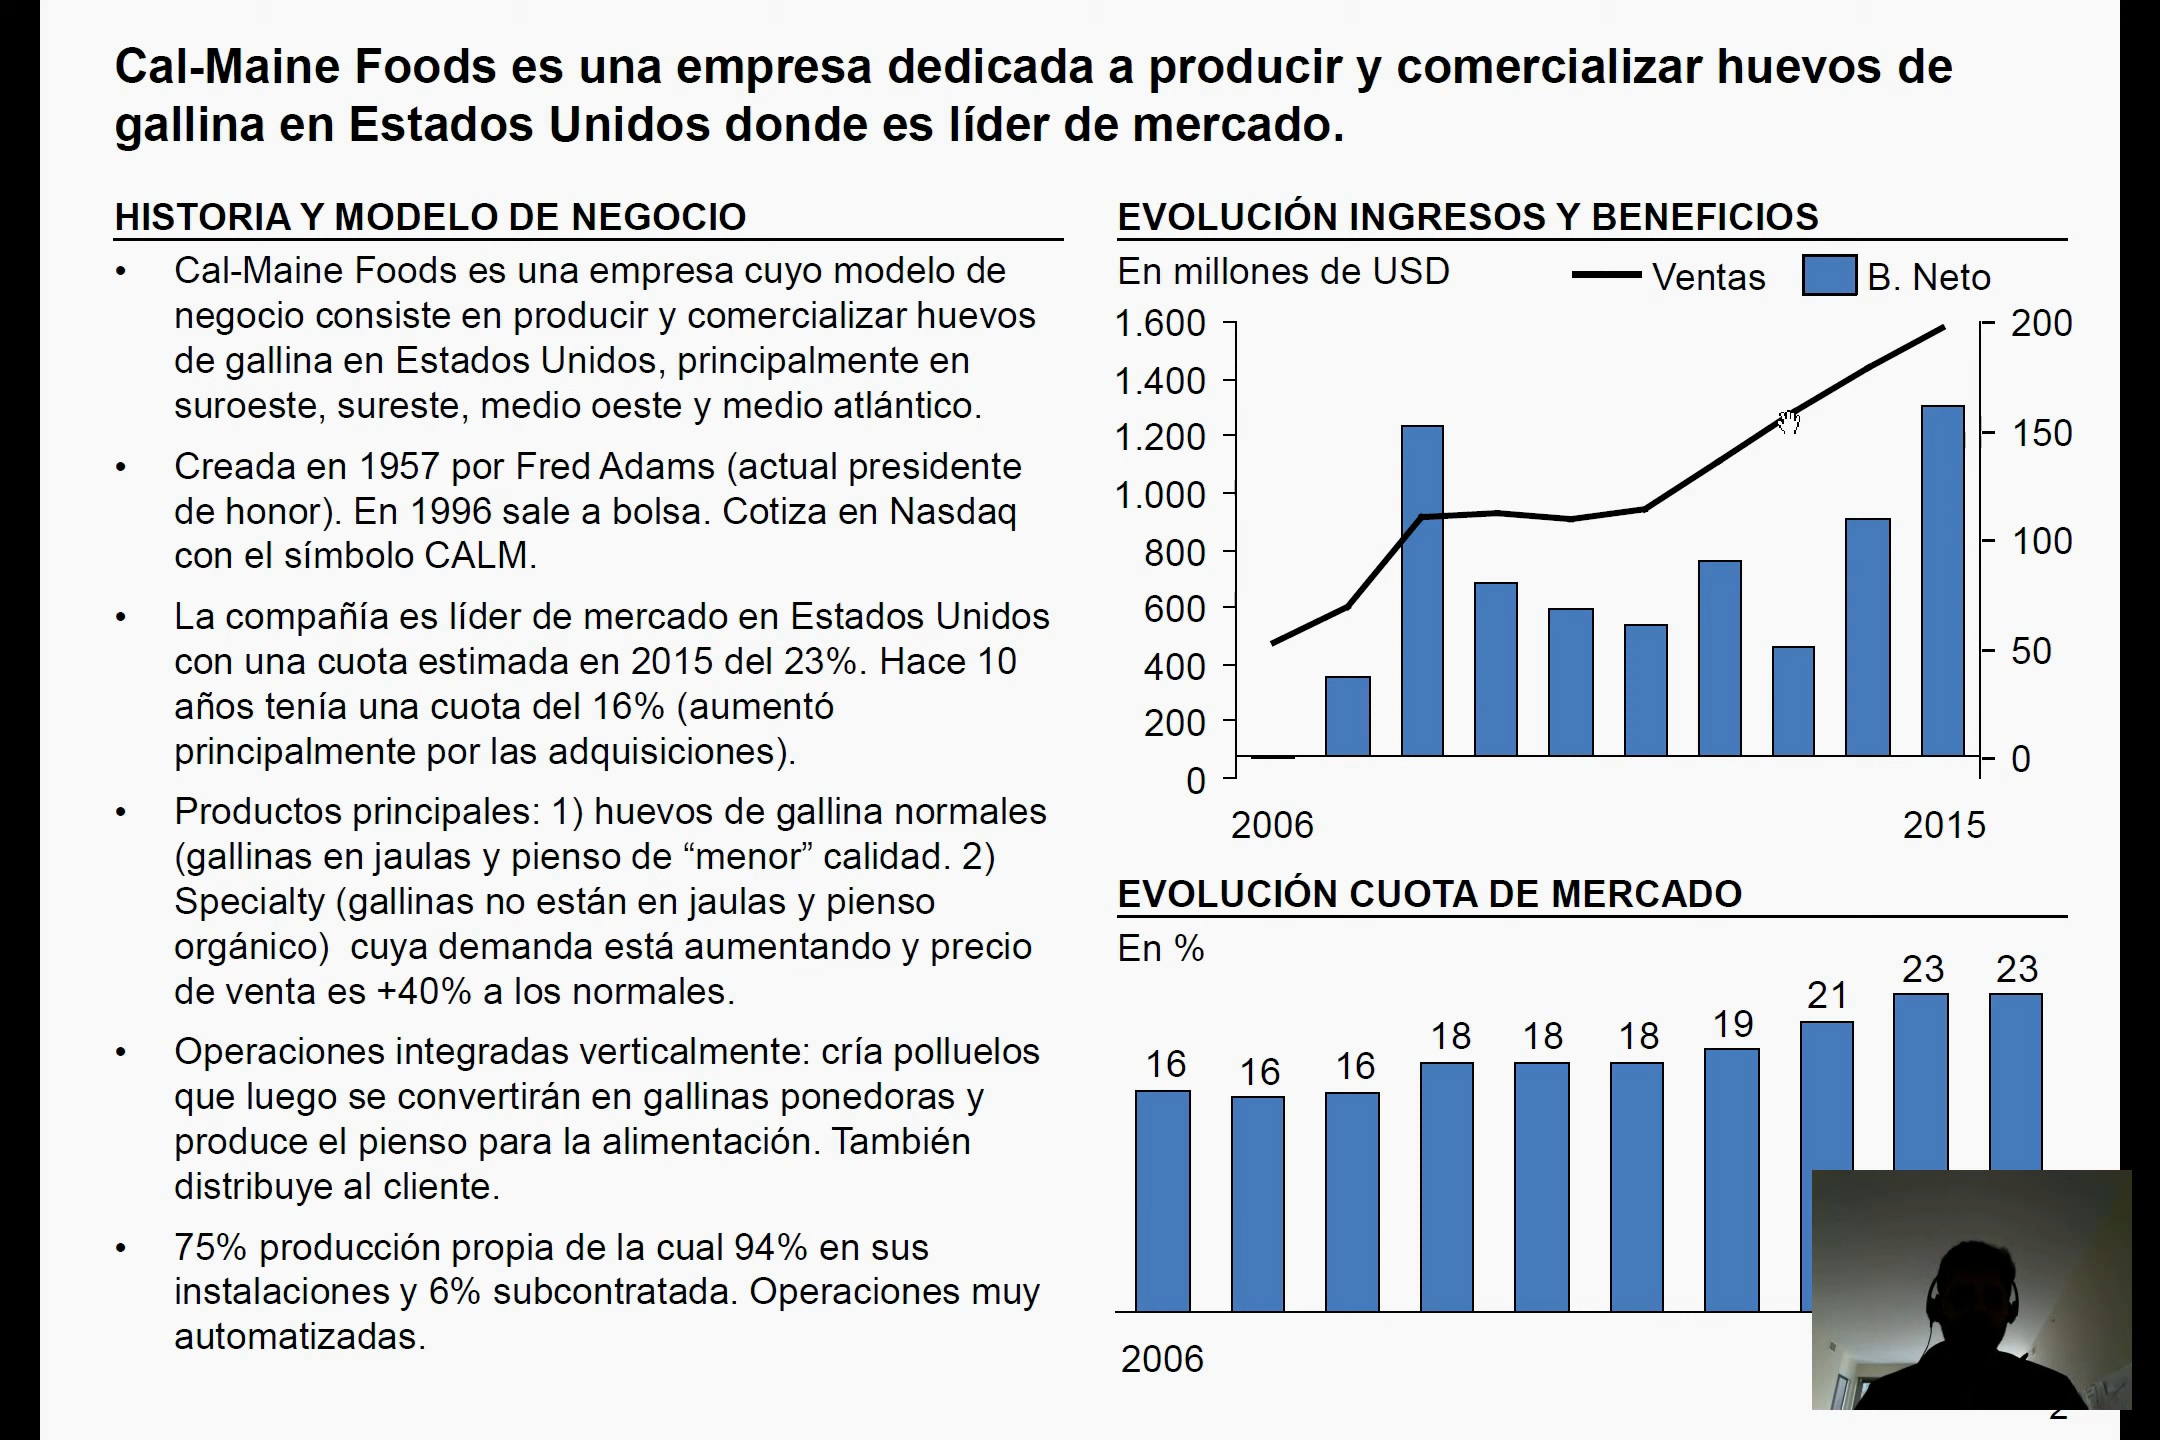 Cal-Maine Foods es una empresa dedicada a producir y comercializar huevos de
gallina en Estados Unidos donde es líder de mercado.
HISTORIA Y MODELO DE NEGOCIO
• Cal-Maine Foods es una empresa cuyo modelo de
negocio consiste en producir y comercializar huevos
de gallina en Estados Unidos, principalmente en
suroeste, sureste, medio oeste y medio atlántico.
• Creada en 1957 por Fred Adams (actual presidente
de honor). En 1996 sale a bolsa. Cotiza en Nasdaq
con el símbolo CALM.
• La compañía es líder de mercado en Estados Unidos
con una cuota estimada en 2015 del 23%. Hace 10
años tenía una cuota del 16% (aumentó
principalmente por las adquisiciones).
• Productos principales: 1) huevos de gallina normales
(gallinas en jaulas y pienso de “menor” calidad. 2)
Specialty (gallinas no están en jaulas y pienso
orgánico)  cuya demanda está aumentando y precio
de venta es +40% a los normales.
• Operaciones integradas verticalmente: cría polluelos
que luego se convertirán en gallinas ponedoras y
produce el pienso para la alimentación. También
distribuye al cliente.
• 75% producción propia de la cual 94% en sus
instalaciones y 6% subcontratada. Operaciones muy
automatizadas.
EVOLUCIÓN INGRESOS Y BENEFICIOS
En millones de USD
Ventas
B. Neto
1.600
1.400
1.200
1.000
800
600
400
200
0
200
150
100
50
0
2006
2015
EVOLUCIÓN CUOTA DE MERCADO
En %
16
16
16
18
18
18
19
21
23
23
2006
2